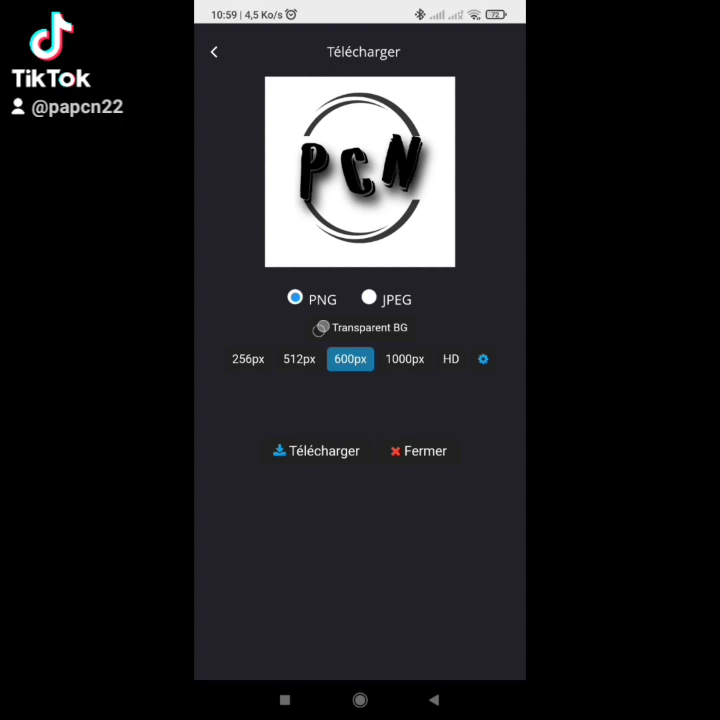 10:59 | 4,5 Ko/s
72
TikTok
@papcn22
Télécharger
PCN
PNG
JPEG
Transparent BG
256px
512px
600px
1000px
HD
Télécharger
Fermer